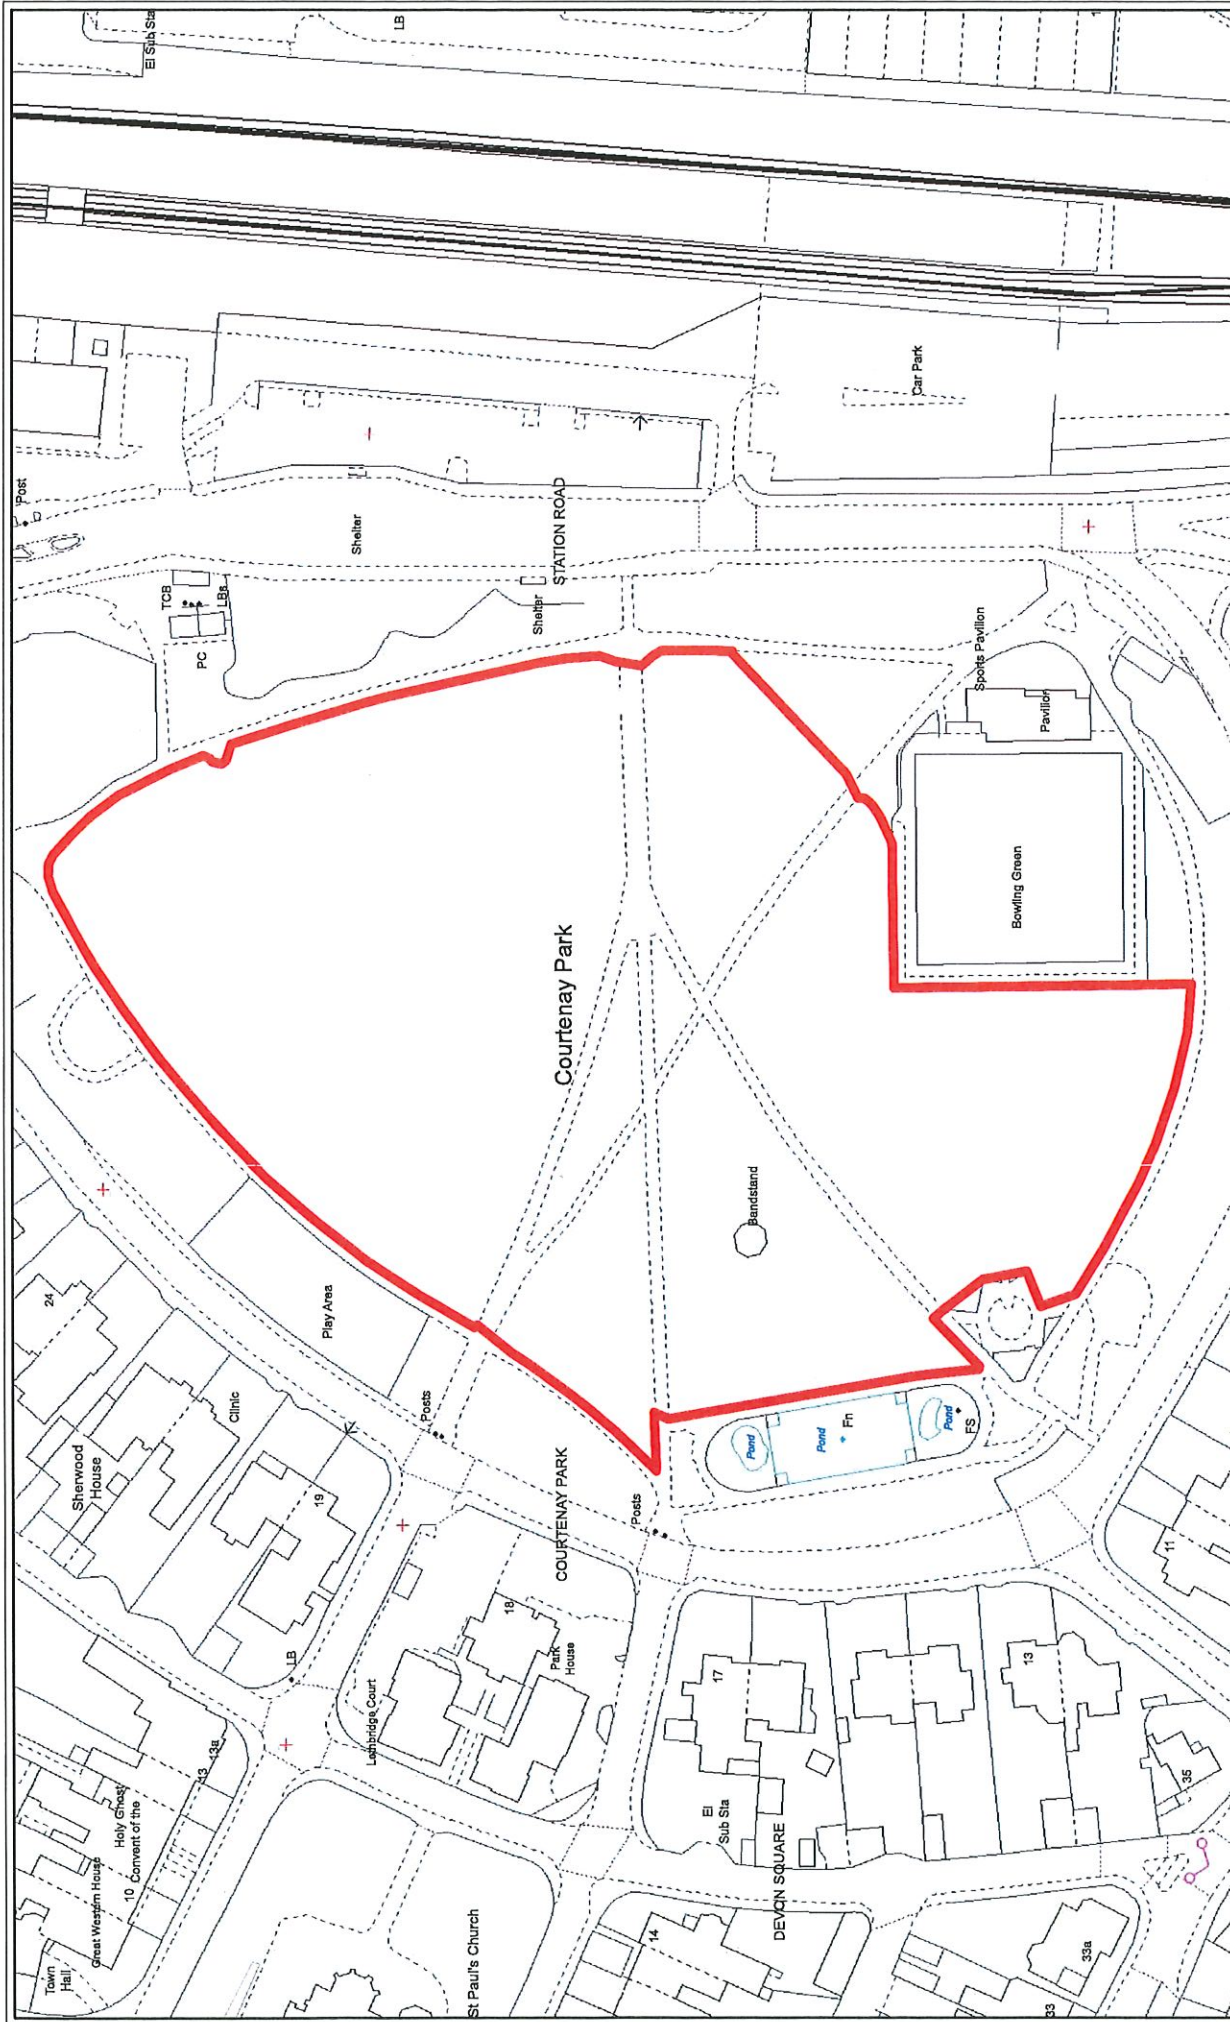 El Sub Sta
LB
Post
Car Park
Shelter
STATION ROAD
TCB
LBs
PC
Shelter
Sports Pavilion
Pavilion
Bowling Green
Courtenay Park
Bandstand
Play Area
24
Clinic
Sherwood
House
19
Posts
COURTENAY PARK
Posts
Pond
Pond
Fn
Pond
FS
11
LB
18
Park
House
Lambridge Court
17
13
13
13a
Holy Ghost
Convent of the
10
Great Western House
Town
Hall
St Paul's Church
El
Sub Sta
DEVON SQUARE
35
14
33a
33